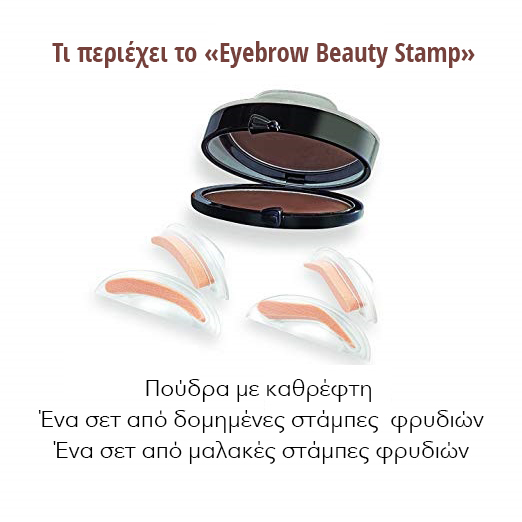 Τι περιέχει το «Eyebrow Beauty Stamp»
Πούδρα με καθρέφτη
Ένα σετ από δομημένες στάμπες φρυδιών
Ένα σετ από μαλακές στάμπες φρυδιών